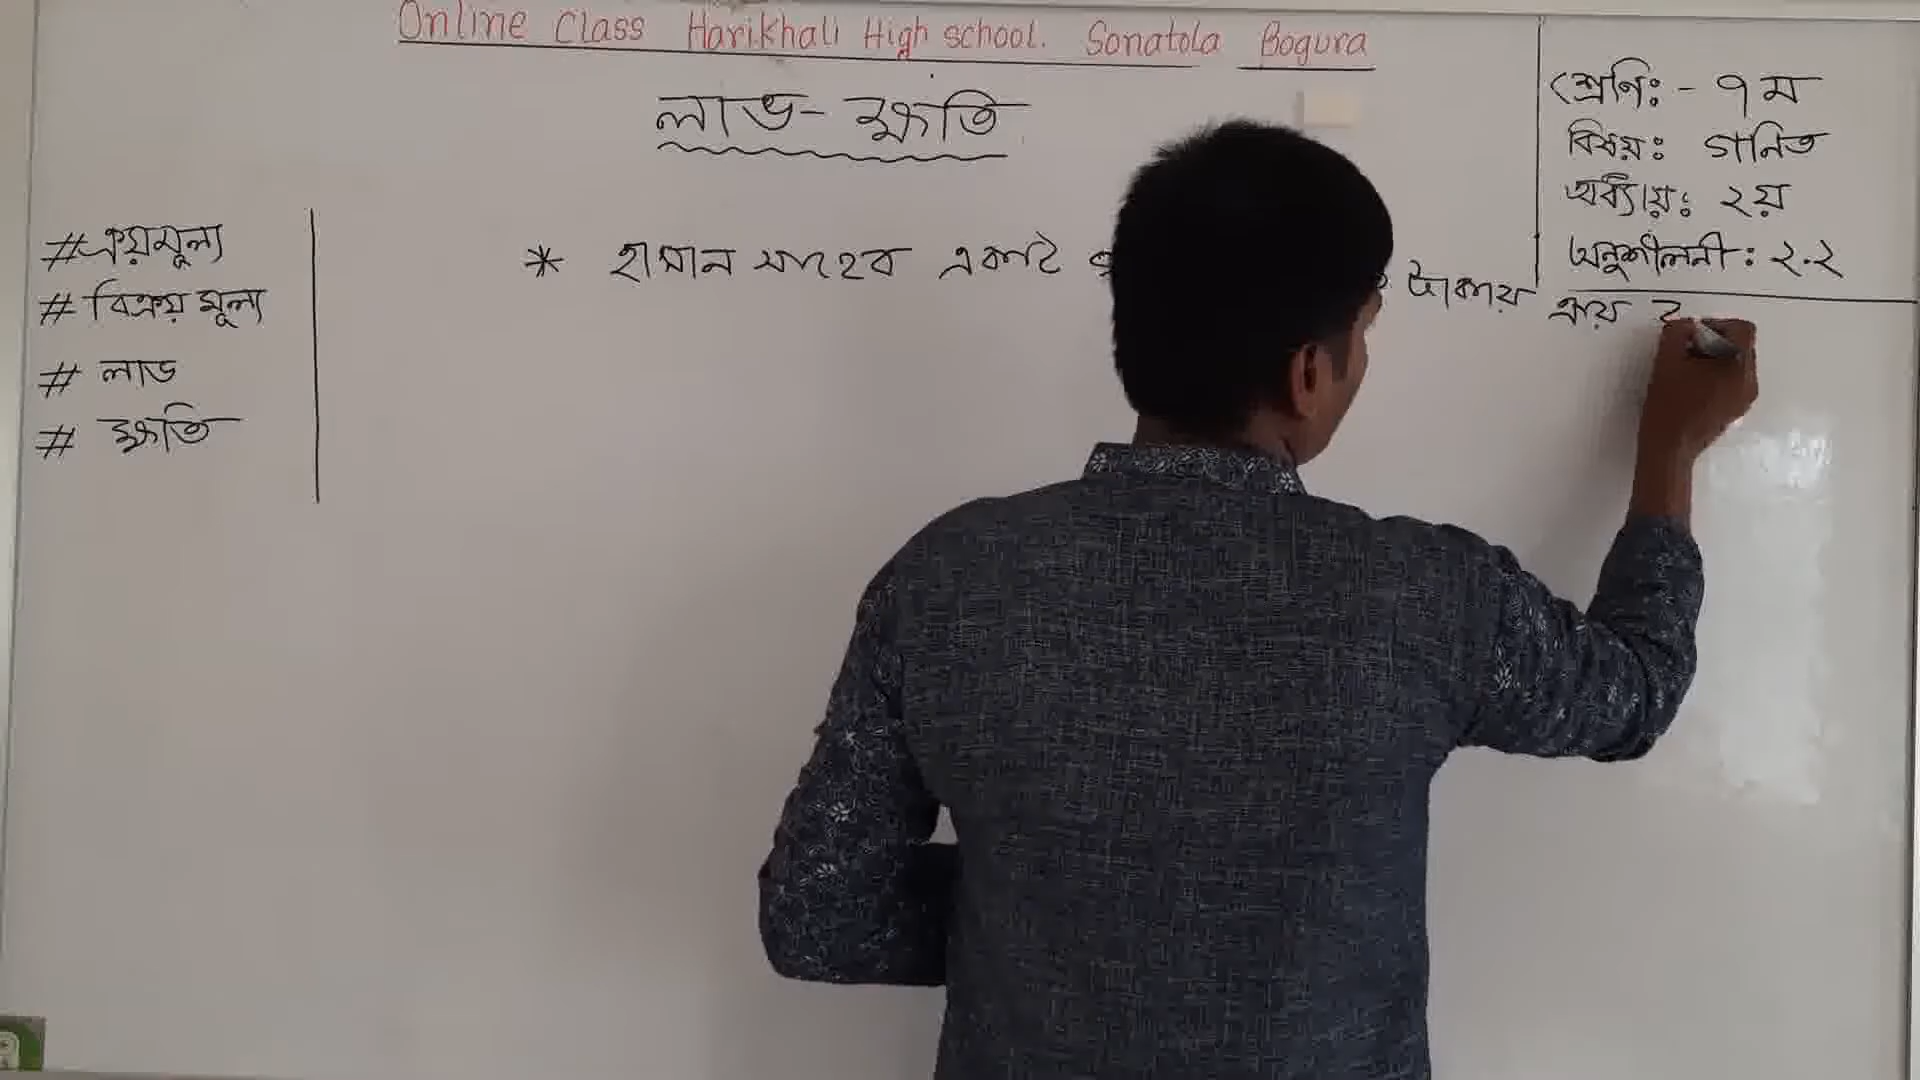 Online Class Harikhali High school. Sonatola Bogura
লাভ- ক্ষতি
শ্রেণিঃ - ৭ম
বিষয়ঃ গনিত
অধ্যায়ঃ ২য়
অনুশীলনী: ২.২
# ক্রয়মূল্য
# বিক্রয় মূল্য
# লাভ
# ক্ষতি
* হাসান সাহেব একটি টাকায় ক্রয়